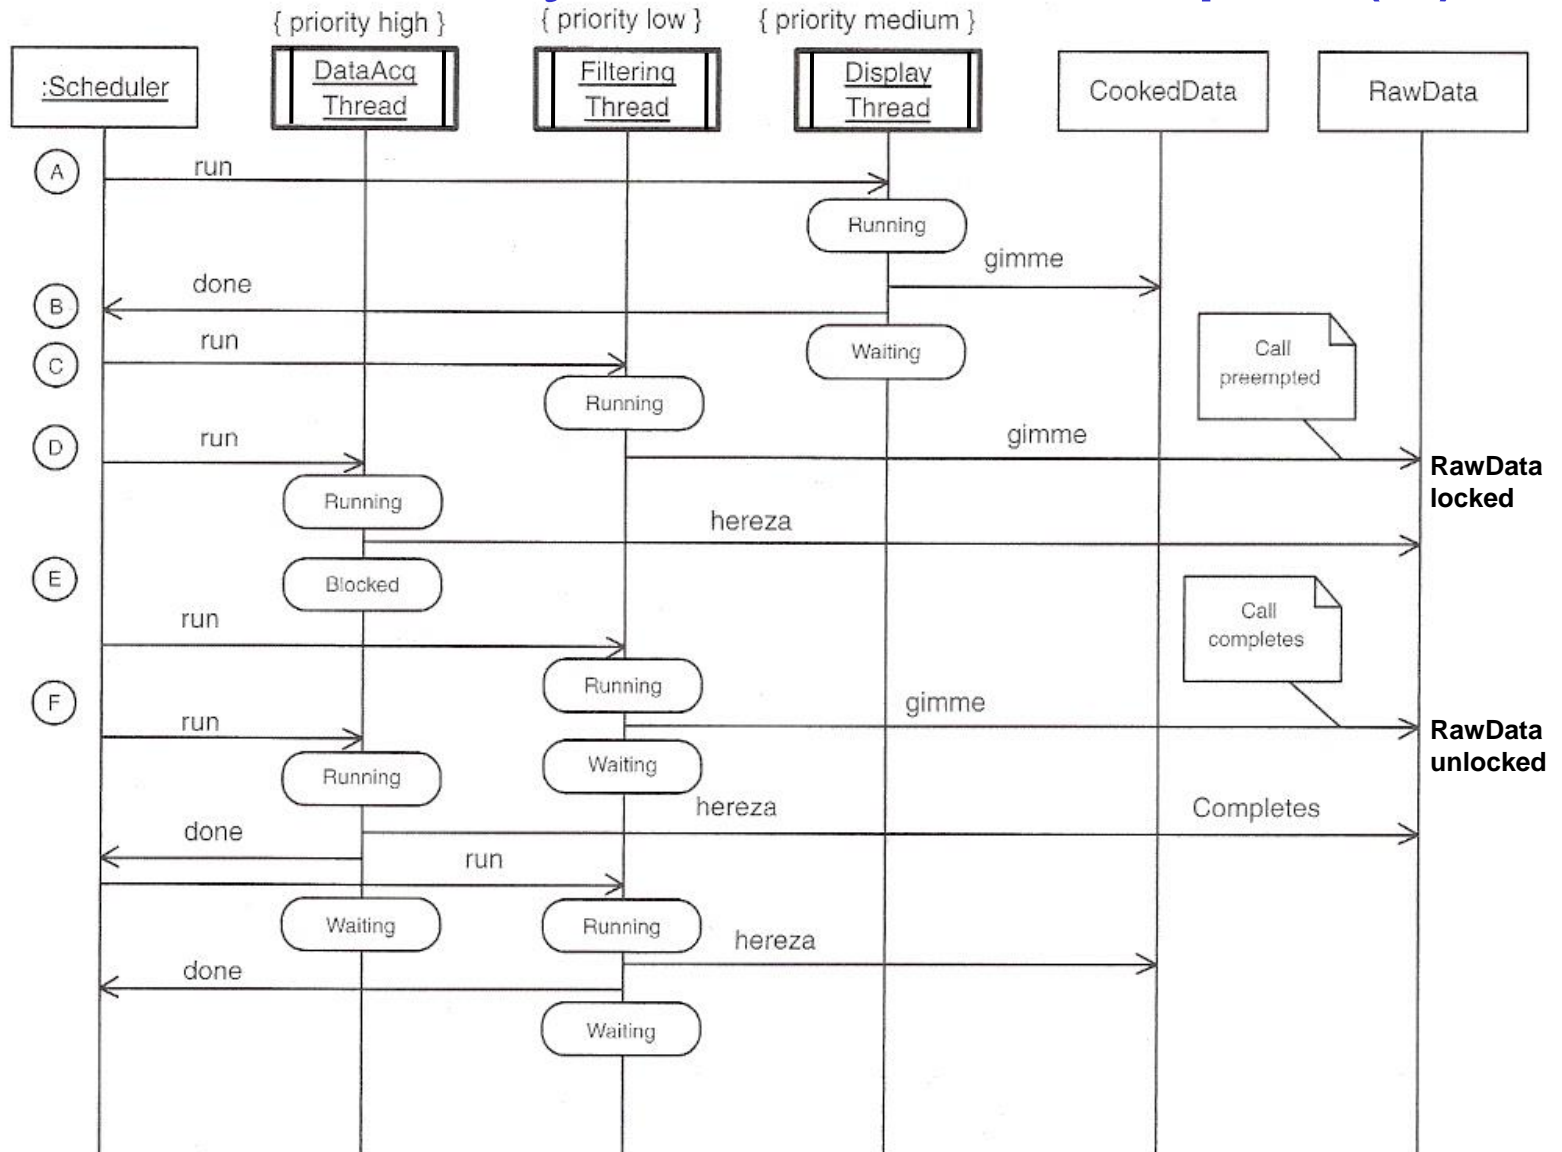 { priority high }
{ priority low }
{ priority medium }
:Scheduler
DataAcq
Thread
Filtering
Thread
Display
Thread
CookedData
RawData
A
run
Running
gimme
done
B
run
Waiting
Call
preempted
C
Running
D
run
gimme
RawData
locked
Running
hereza
E
Blocked
run
Call
completes
Running
F
run
gimme
RawData
unlocked
Running
Waiting
hereza
Completes
done
run
Waiting
Running
hereza
done
Waiting